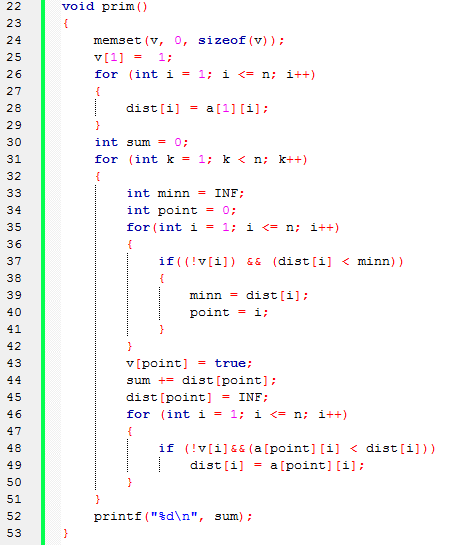 22 void prim()
23 {
24     memset(v, 0, sizeof(v));
25     v[1] =  1;
26     for (int i = 1; i <= n; i++)
27     {
28         dist[i] = a[1][i];
29     }
30     int sum = 0;
31     for (int k = 1; k < n; k++)
32     {
33         int minn = INF;
34         int point = 0;
35         for(int i = 1; i <= n; i++)
36         {
37             if((!v[i]) && (dist[i] < minn))
38             {
39                 minn = dist[i];
40                 point = i;
41             }
42         }
43         v[point] = true;
44         sum += dist[point];
45         dist[point] = INF;
46         for (int i = 1; i <= n; i++)
47         {
48             if (!v[i]&&(a[point][i] < dist[i]))
49                 dist[i] = a[point][i];
50         }
51     }
52     printf("%d\n", sum);
53 }